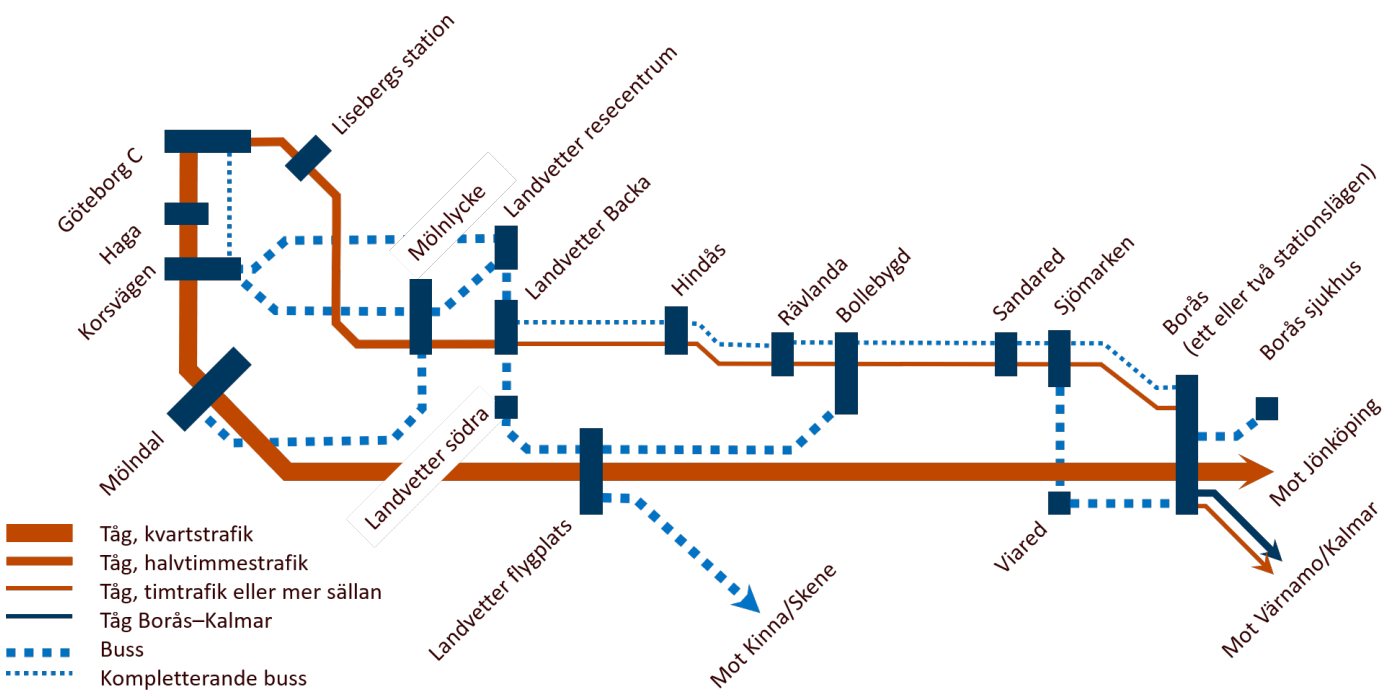 Lisebergs station
Landvetter resecentrum
Göteborg C
Haga
Korsvägen
Mölnlycke
Landvetter Backa
Hindås
Rävlanda
Bollebygd
Sandared
Sjömarken
Borås
(ett eller två stationslägen)
Borås sjukhus
Mölndal
Landvetter södra
Landvetter flygplats
Mot Kinna/Skene
Viared
Mot Jönköping
Mot Värnamo/Kalmar
Tåg, kvartstrafik
Tåg, halvtimmestrafik
Tåg, timtrafik eller mer sällan
Tåg Borås–Kalmar
Buss
Kompletterande buss